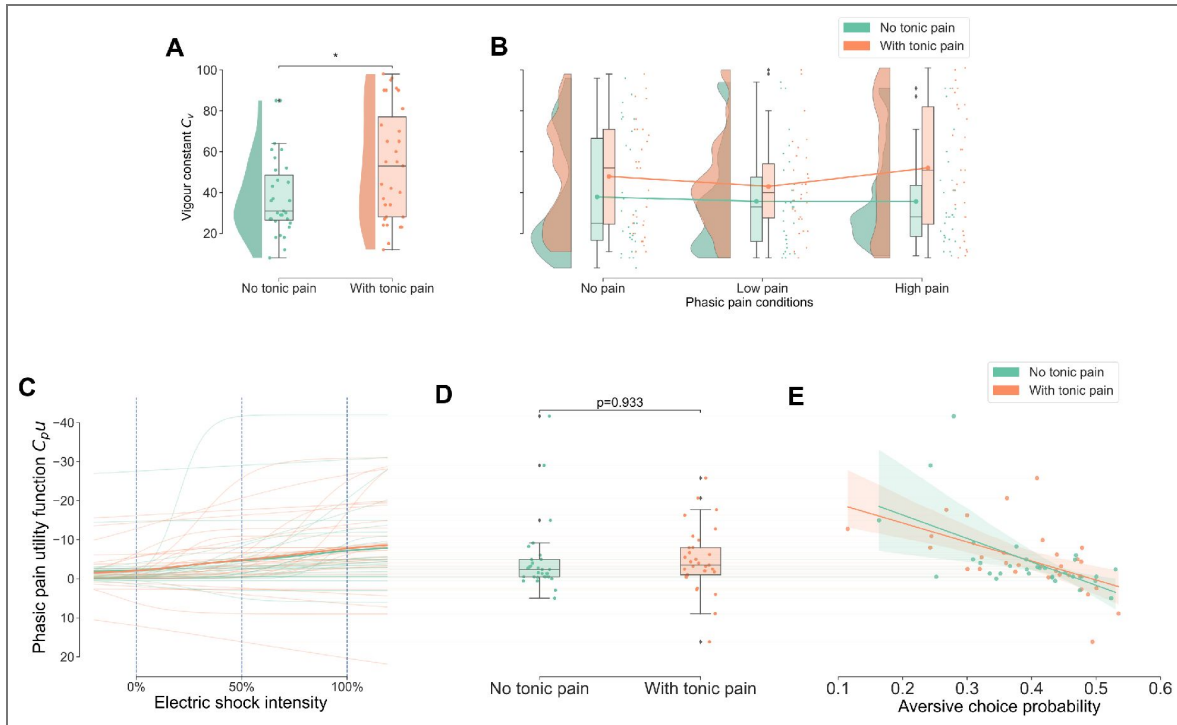 A
*
Vigour constant Cv
100
80
60
40
20
No tonic pain
With tonic pain
B
No tonic pain
With tonic pain
No pain
Low pain
High pain
Phasic pain conditions
C
Phasic pain utility function Cpu
−40
−30
−20
−10
0
10
20
0%
50%
100%
Electric shock intensity
D
p=0.933
No tonic pain
With tonic pain
E
No tonic pain
With tonic pain
0.1
0.2
0.3
0.4
0.5
0.6
Aversive choice probability